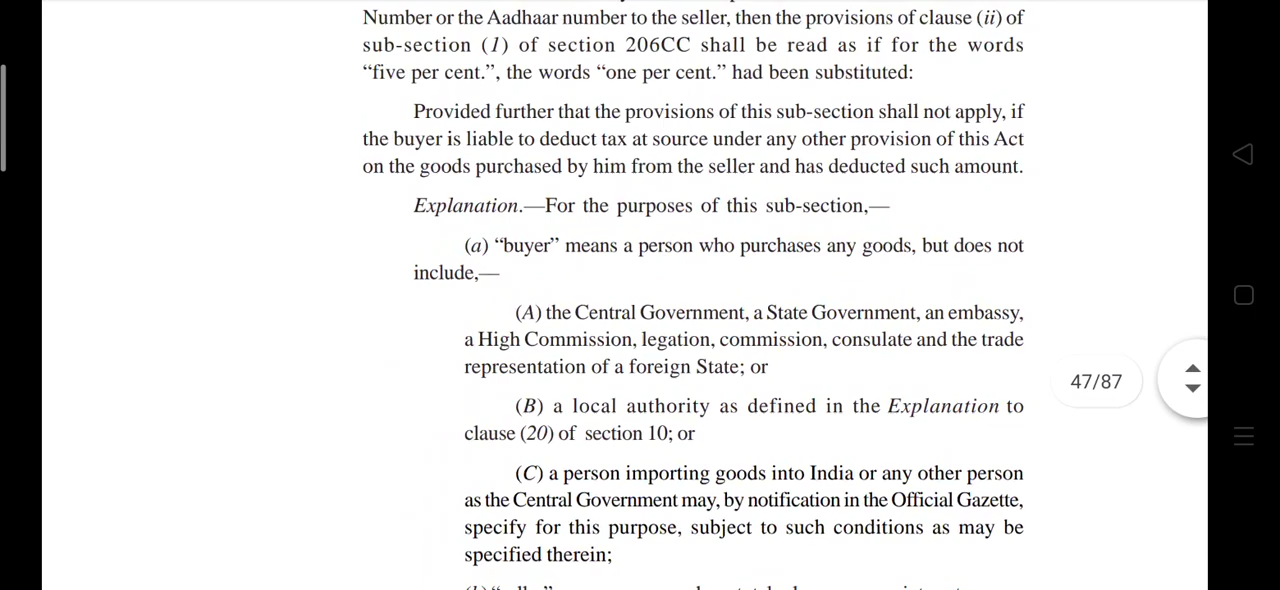 Number or the Aadhaar number to the seller, then the provisions of clause (ii) of
sub-section (1) of section 206CC shall be read as if for the words
“five per cent.”, the words “one per cent.” had been substituted:
Provided further that the provisions of this sub-section shall not apply, if
the buyer is liable to deduct tax at source under any other provision of this Act
on the goods purchased by him from the seller and has deducted such amount.
Explanation.—For the purposes of this sub-section,—
(a) “buyer” means a person who purchases any goods, but does not
include,—
(A) the Central Government, a State Government, an embassy,
a High Commission, legation, commission, consulate and the trade
representation of a foreign State; or
(B) a local authority as defined in the Explanation to
clause (20) of section 10; or
(C) a person importing goods into India or any other person
as the Central Government may, by notification in the Official Gazette,
specify for this purpose, subject to such conditions as may be
specified therein;
47/87